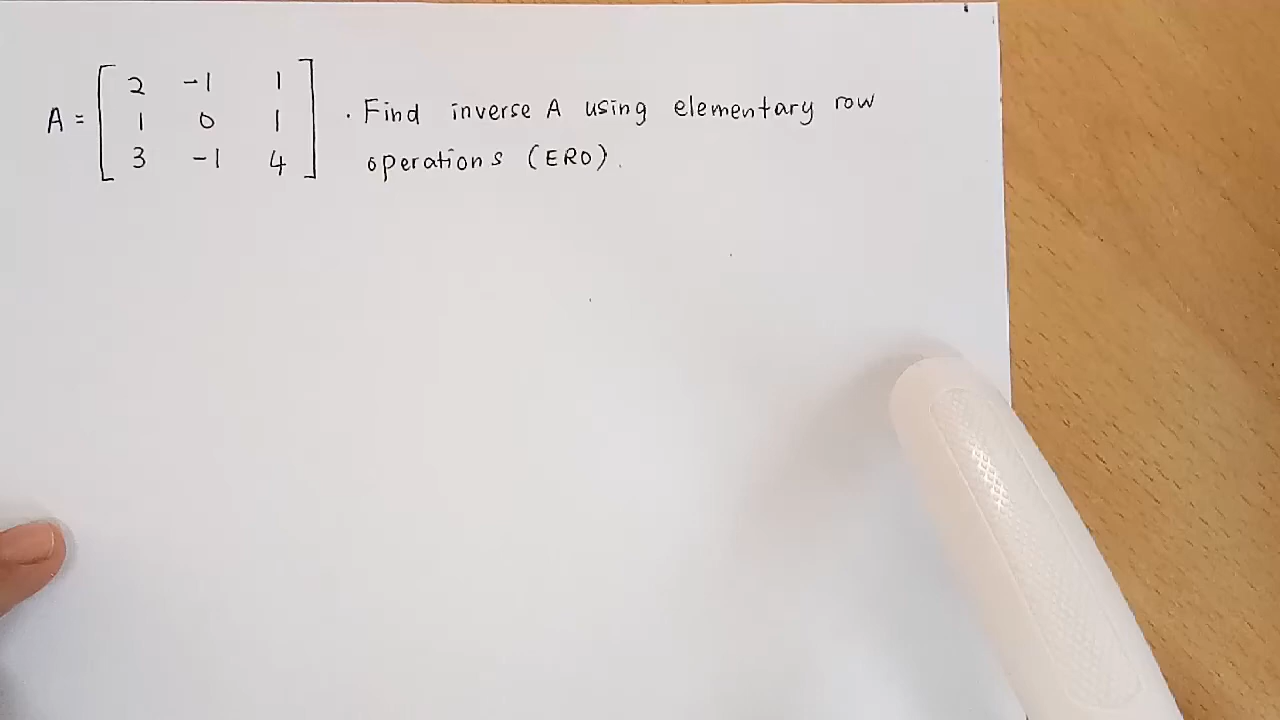 2 -1 1
A = 1 0 1 . Find inverse A using elementary row
3 -1 4 operations (ERO).